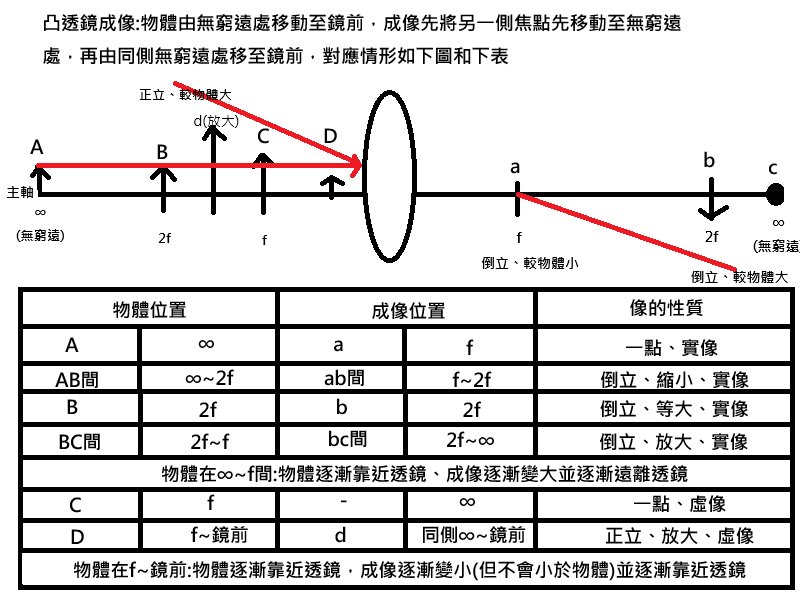 凸透鏡成像:物體由無窮遠處移動至鏡前，成像先將另一側焦點先移動至無窮遠
處，再由同側無窮遠處移至鏡前，對應情形如下圖和下表
正立、較物體大
d(放大)
A
B
C
D
a
b
c
主軸
∞
(無窮遠)
2f
f
f
倒立、較物體小
2f
∞
(無窮遠)
倒立、較物體大
物體位置 成像位置 像的性質
A ∞ a f 一點、實像
AB間 ∞~2f ab間 f~2f 倒立、縮小、實像
B 2f b 2f 倒立、等大、實像
BC間 2f~f bc間 2f~∞ 倒立、放大、實像
物體在∞~f間:物體逐漸靠近透鏡、成像逐漸變大並逐漸遠離透鏡
C f - ∞ 一點、虛像
D f~鏡前 d 同側∞~鏡前 正立、放大、虛像
物體在f~鏡前:物體逐漸靠近透鏡，成像逐漸變小(但不會小於物體)並逐漸靠近透鏡